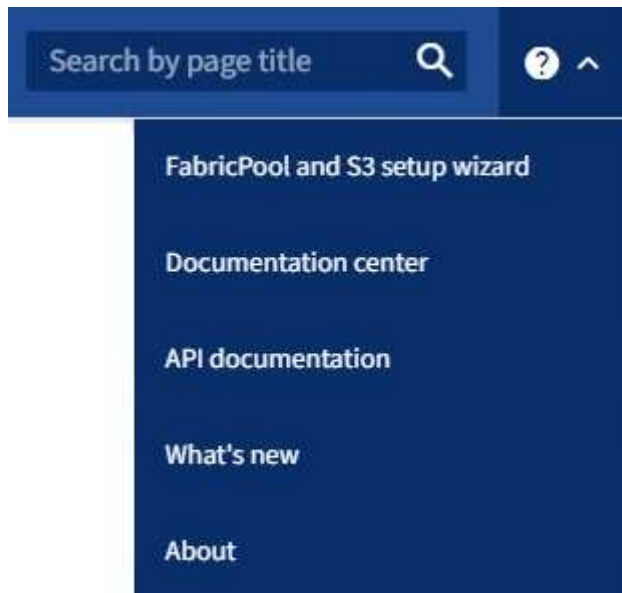 Search by page title
FabricPool and S3 setup wizard
Documentation center
API documentation
What's new
About